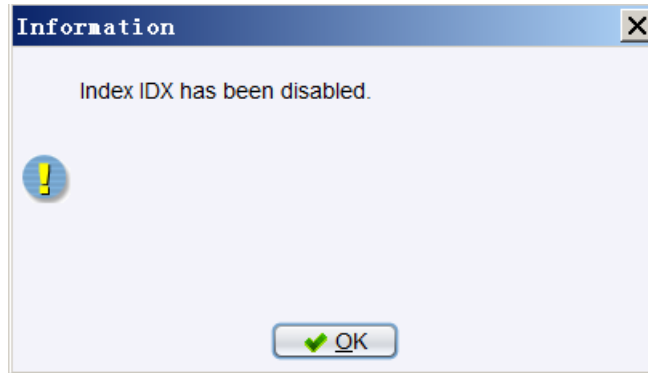 Information
Index IDX has been disabled.
OK